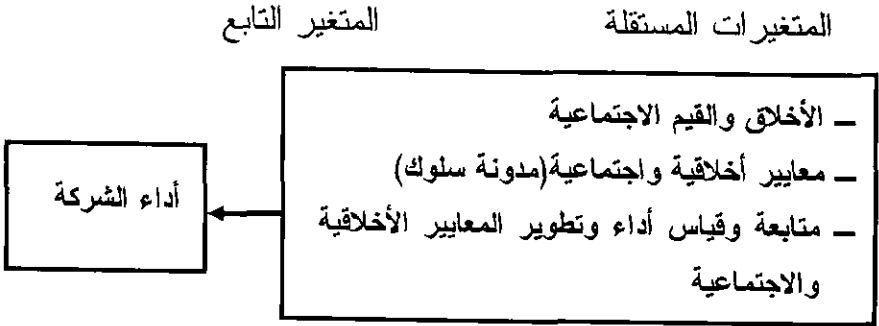 المتغيرات المستقلة
المتغير التابع
– الأخلاق والقيم الاجتماعية
– معايير أخلاقية واجتماعية(مدونة سلوك)
– متابعة وقياس أداء وتطوير المعايير الأخلاقية
والاجتماعية
أداء الشركة